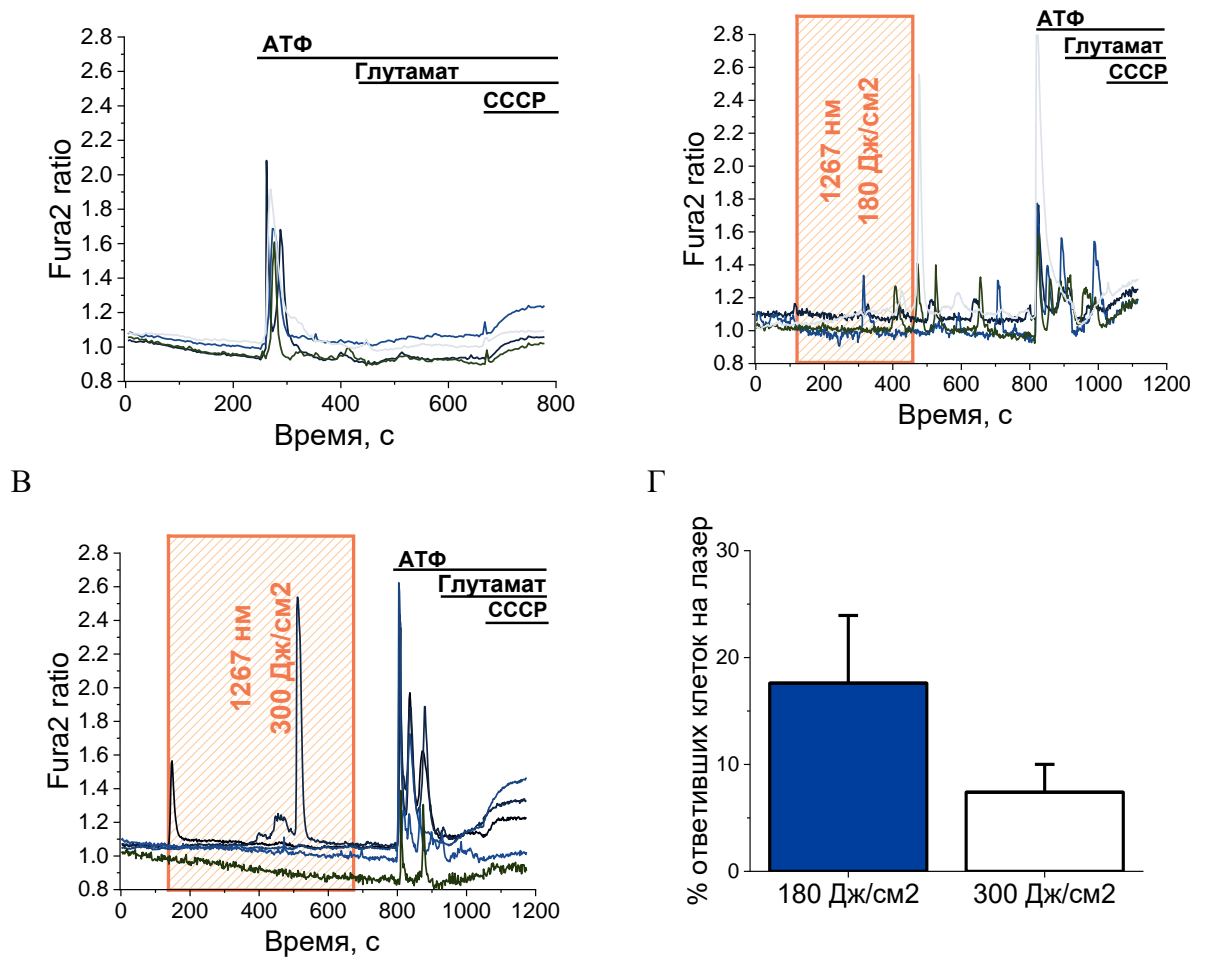 АТФ
Глутамат
CCCP
2.8
2.6
2.4
2.2
2.0
1.8
1.6
1.4
1.2
1.0
0.8
Fura2 ratio
0 200 400 600 800
Время, с
АТФ
Глутамат
CCCP
1267 нм
180 Дж/см2
2.8
2.6
2.4
2.2
2.0
1.8
1.6
1.4
1.2
1.0
0.8
Fura2 ratio
0 200 400 600 800 1000 1200
Время, с
В
АТФ
Глутамат
CCCP
1267 нм
300 Дж/см2
2.8
2.6
2.4
2.2
2.0
1.8
1.6
1.4
1.2
1.0
0.8
Fura2 ratio
0 200 400 600 800 1000 1200
Время, с
Г
% ответивших клеток на лазер
30
20
10
0
180 Дж/см2 300 Дж/см2